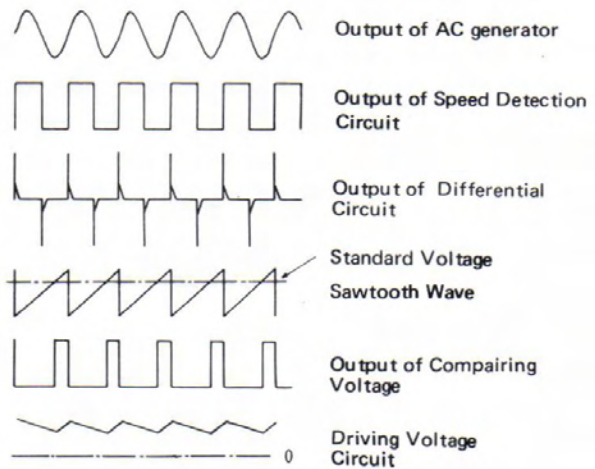 Output of AC generator
Output of Speed Detection
Circuit
Output of Differential
Circuit
Standard Voltage
Sawtooth Wave
Output of Compairing
Voltage
Driving Voltage
0
Circuit